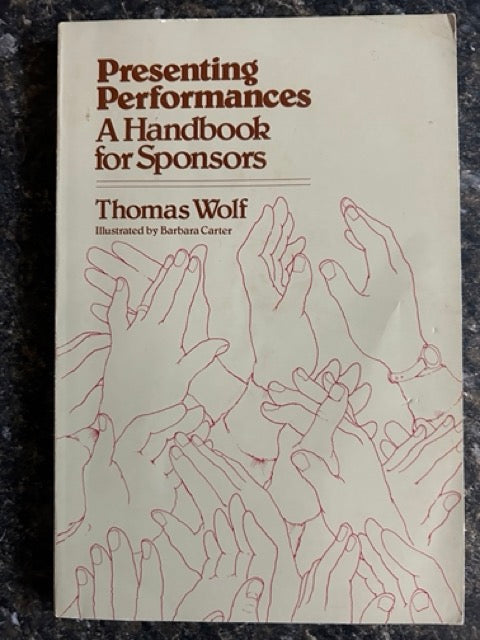 Presenting
Performances
A Handbook
for Sponsors
Thomas Wolf
Illustrated by Barbara Carter